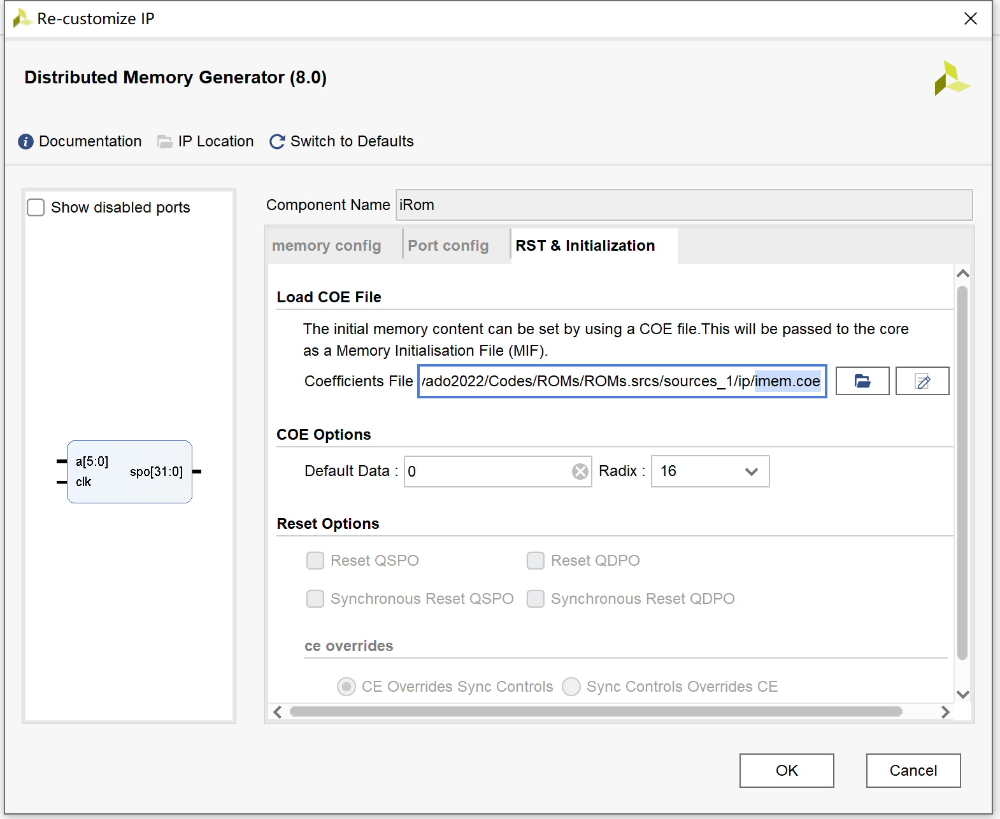 Re-customize IP
Distributed Memory Generator (8.0)
Documentation IP Location Switch to Defaults
Show disabled ports
a[5:0]
clk
spo[31:0]
Component Name iRom
memory config Port config RST & Initialization
Load COE File
The initial memory content can be set by using a COE file.This will be passed to the core
as a Memory Initialisation File (MIF).
Coefficients File vado2022/Codes/ROMs/ROMs.srcs/sources_1/ip/imem.coe
COE Options
Default Data : 0 Radix : 16
Reset Options
Reset QSPO Reset QDPO
Synchronous Reset QSPO Synchronous Reset QDPO
ce overrides
CE Overrides Sync Controls Sync Controls Overrides CE
OK Cancel